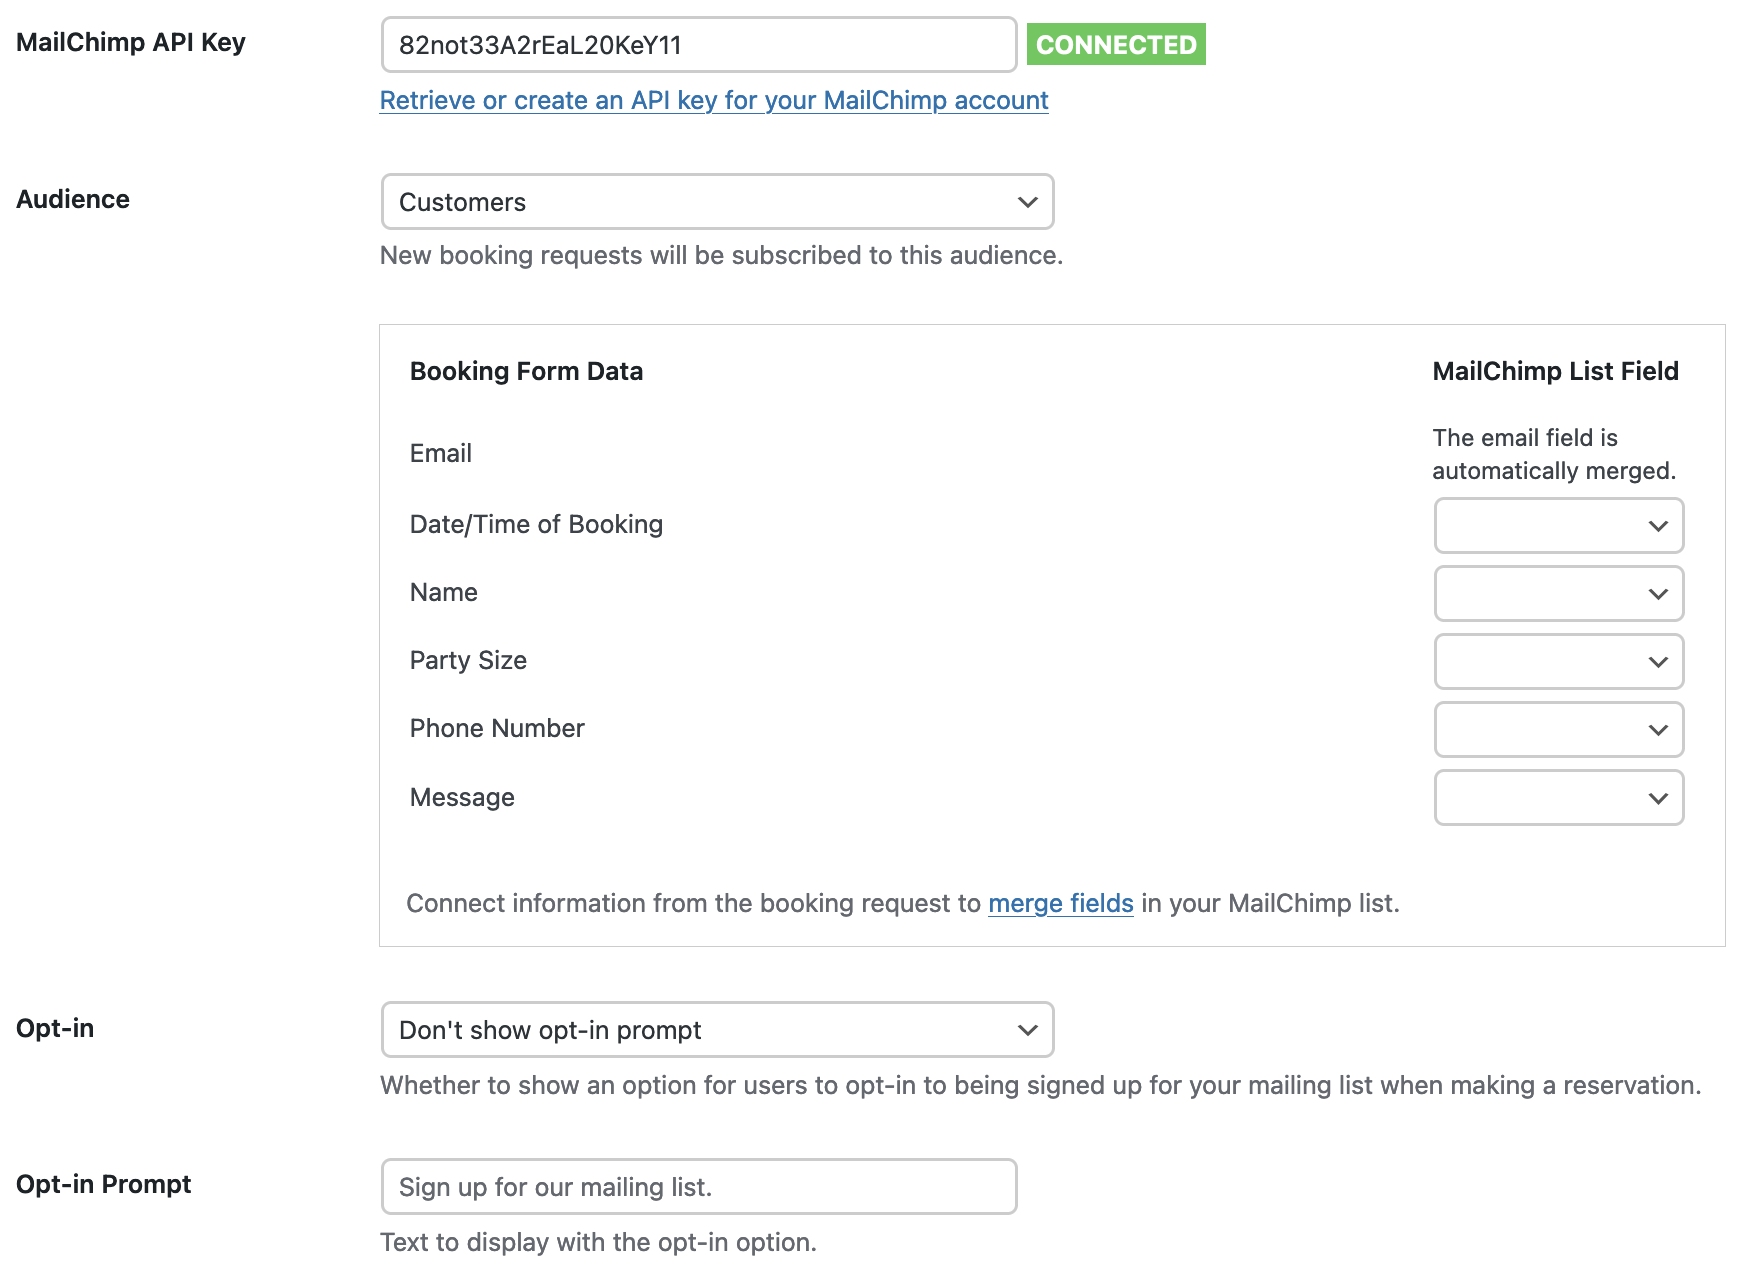 MailChimp API Key
82not33A2rEaL20KeY11
CONNECTED
Retrieve or create an API key for your MailChimp account
Audience
Customers
New booking requests will be subscribed to this audience.
Booking Form Data
MailChimp List Field
Email
The email field is
automatically merged.
Date/Time of Booking
Name
Party Size
Phone Number
Message
Connect information from the booking request to merge fields in your MailChimp list.
Opt-in
Don't show opt-in prompt
Whether to show an option for users to opt-in to being signed up for your mailing list when making a reservation.
Opt-in Prompt
Sign up for our mailing list.
Text to display with the opt-in option.